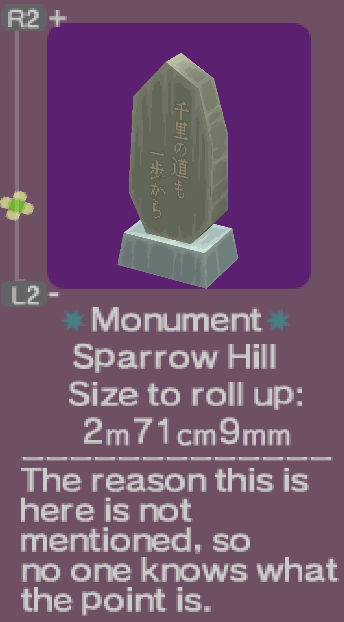 R2 +
千里の道も
一歩から
L2 -
Monument
Sparrow Hill
Size to roll up:
2m71cm9mm
The reason this is
here is not
mentioned, so
no one knows what
the point is.